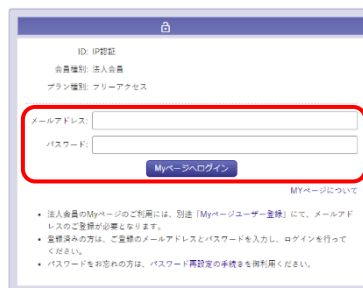 ID: IP認証
会員種別: 法人会員
プラン種別: フリーアクセス
メールアドレス:
パスワード:
Myページへログイン
MYページについて
• 法人会員のMyページのご利用には、別途「Myページユーザー登録」にて、メールアド
レスのご登録が必要となります。
• 登録済みの方は、ご登録のメールアドレスとパスワードを入力し、ログインを行って
ください。
• パスワードをお忘れの方は、パスワード再設定の手続きを御利用ください。